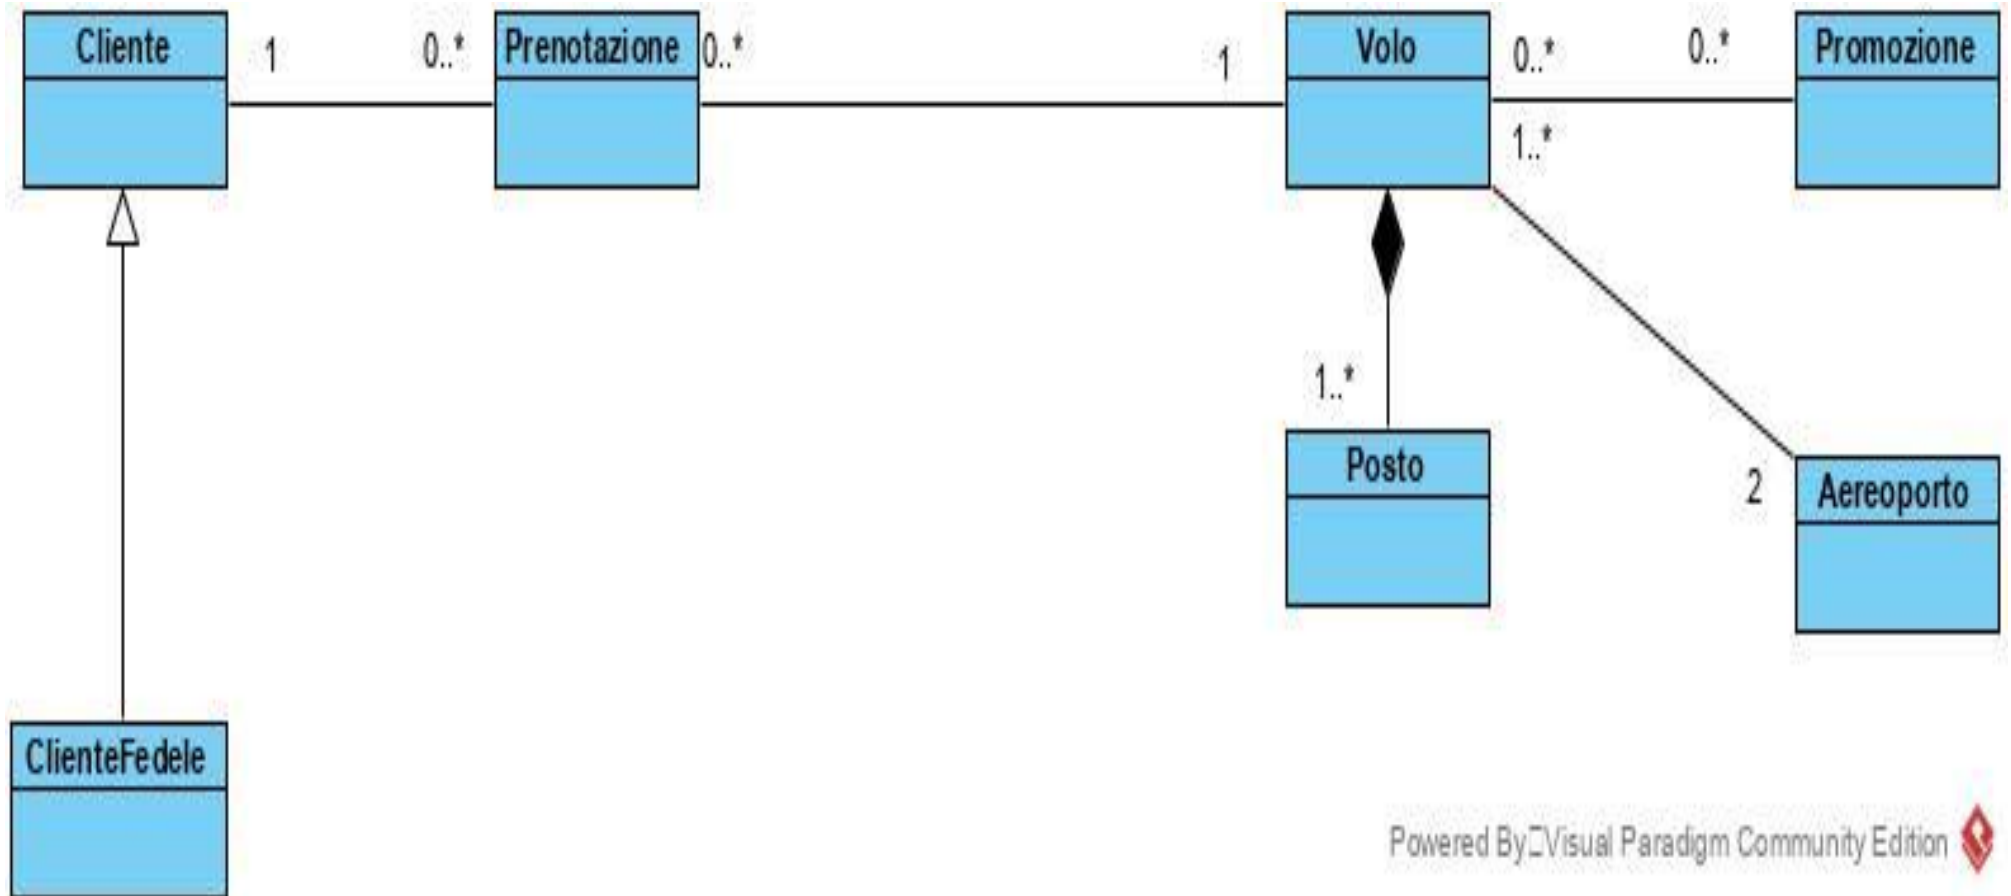 Cliente
1
0..*
Prenotazione
0..*
1
Volo
0..*
0..*
Promozione
1..*
1..*
Posto
2
Aereoporto
ClienteFedele
Powered By Visual Paradigm Community Edition